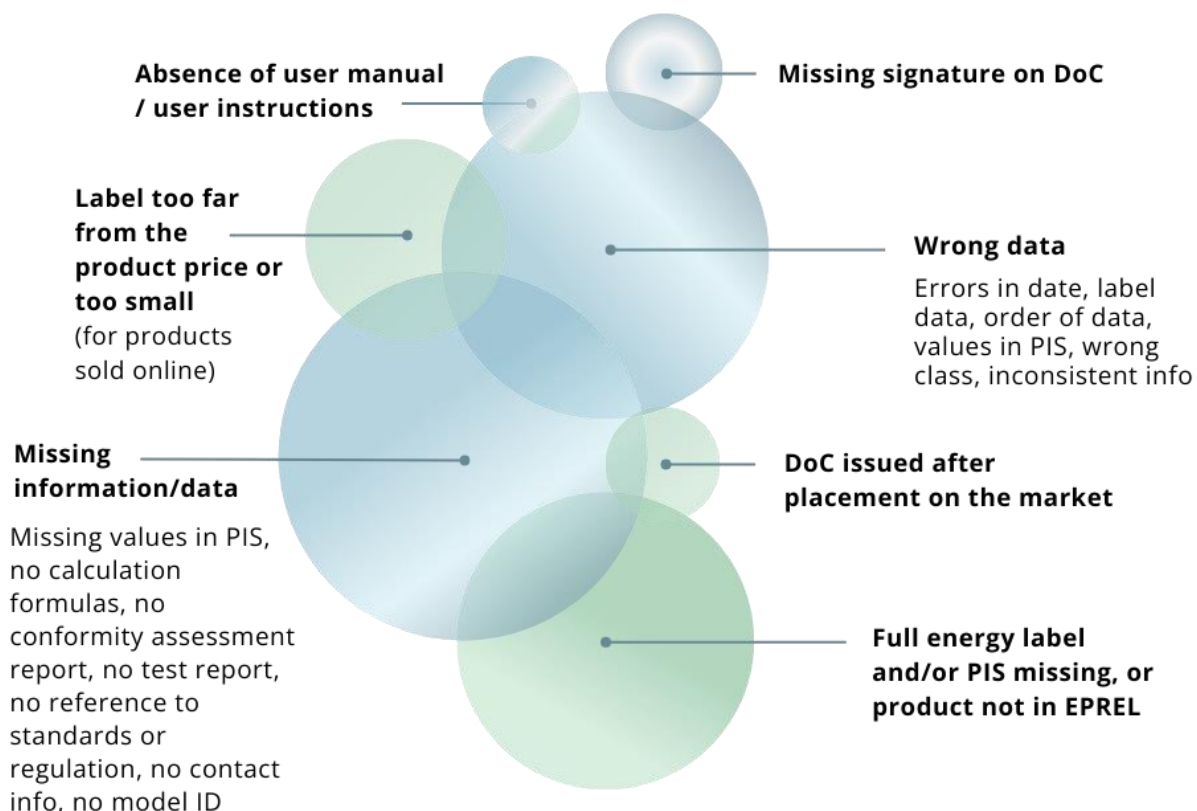 Absence of user manual
/ user instructions
Missing signature on DoC
Label too far
from the
product price or
too small
(for products
sold online)
Wrong data
Errors in date, label
data, order of data,
values in PIS, wrong
class, inconsistent info
Missing
information/data
Missing values in PIS,
no calculation
formulas, no
conformity assessment
report, no test report,
no reference to
standards or
regulation, no contact
info, no model ID
DoC issued after
placement on the market
Full energy label
and/or PIS missing, or
product not in EPREL